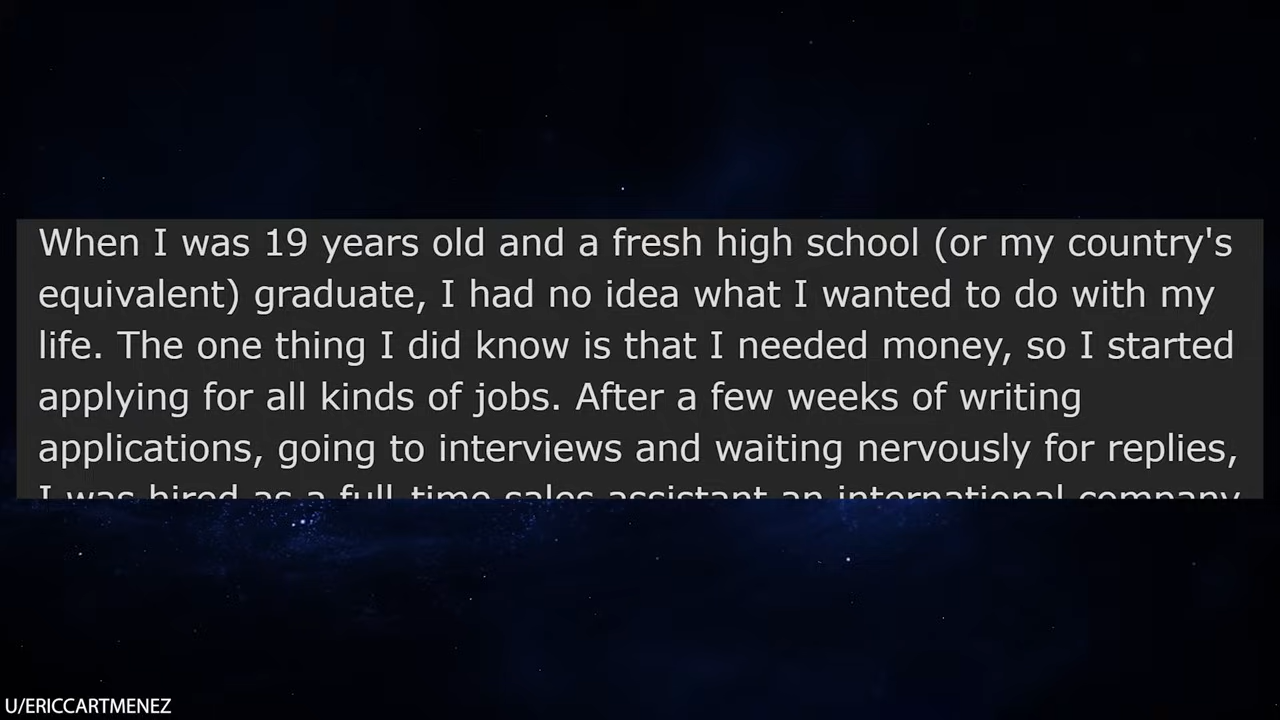 When I was 19 years old and a fresh high school (or my country's
equivalent) graduate, I had no idea what I wanted to do with my
life. The one thing I did know is that I needed money, so I started
applying for all kinds of jobs. After a few weeks of writing
applications, going to interviews and waiting nervously for replies,
I was hired as a full-time sales assistant an international company
U/ERICCARTMENEZ